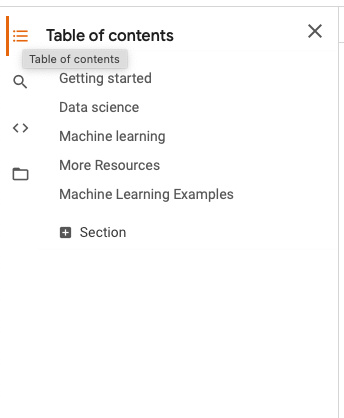 Table of contents
Table of contents
Getting started
Data science
Machine learning
More Resources
Machine Learning Examples
Section